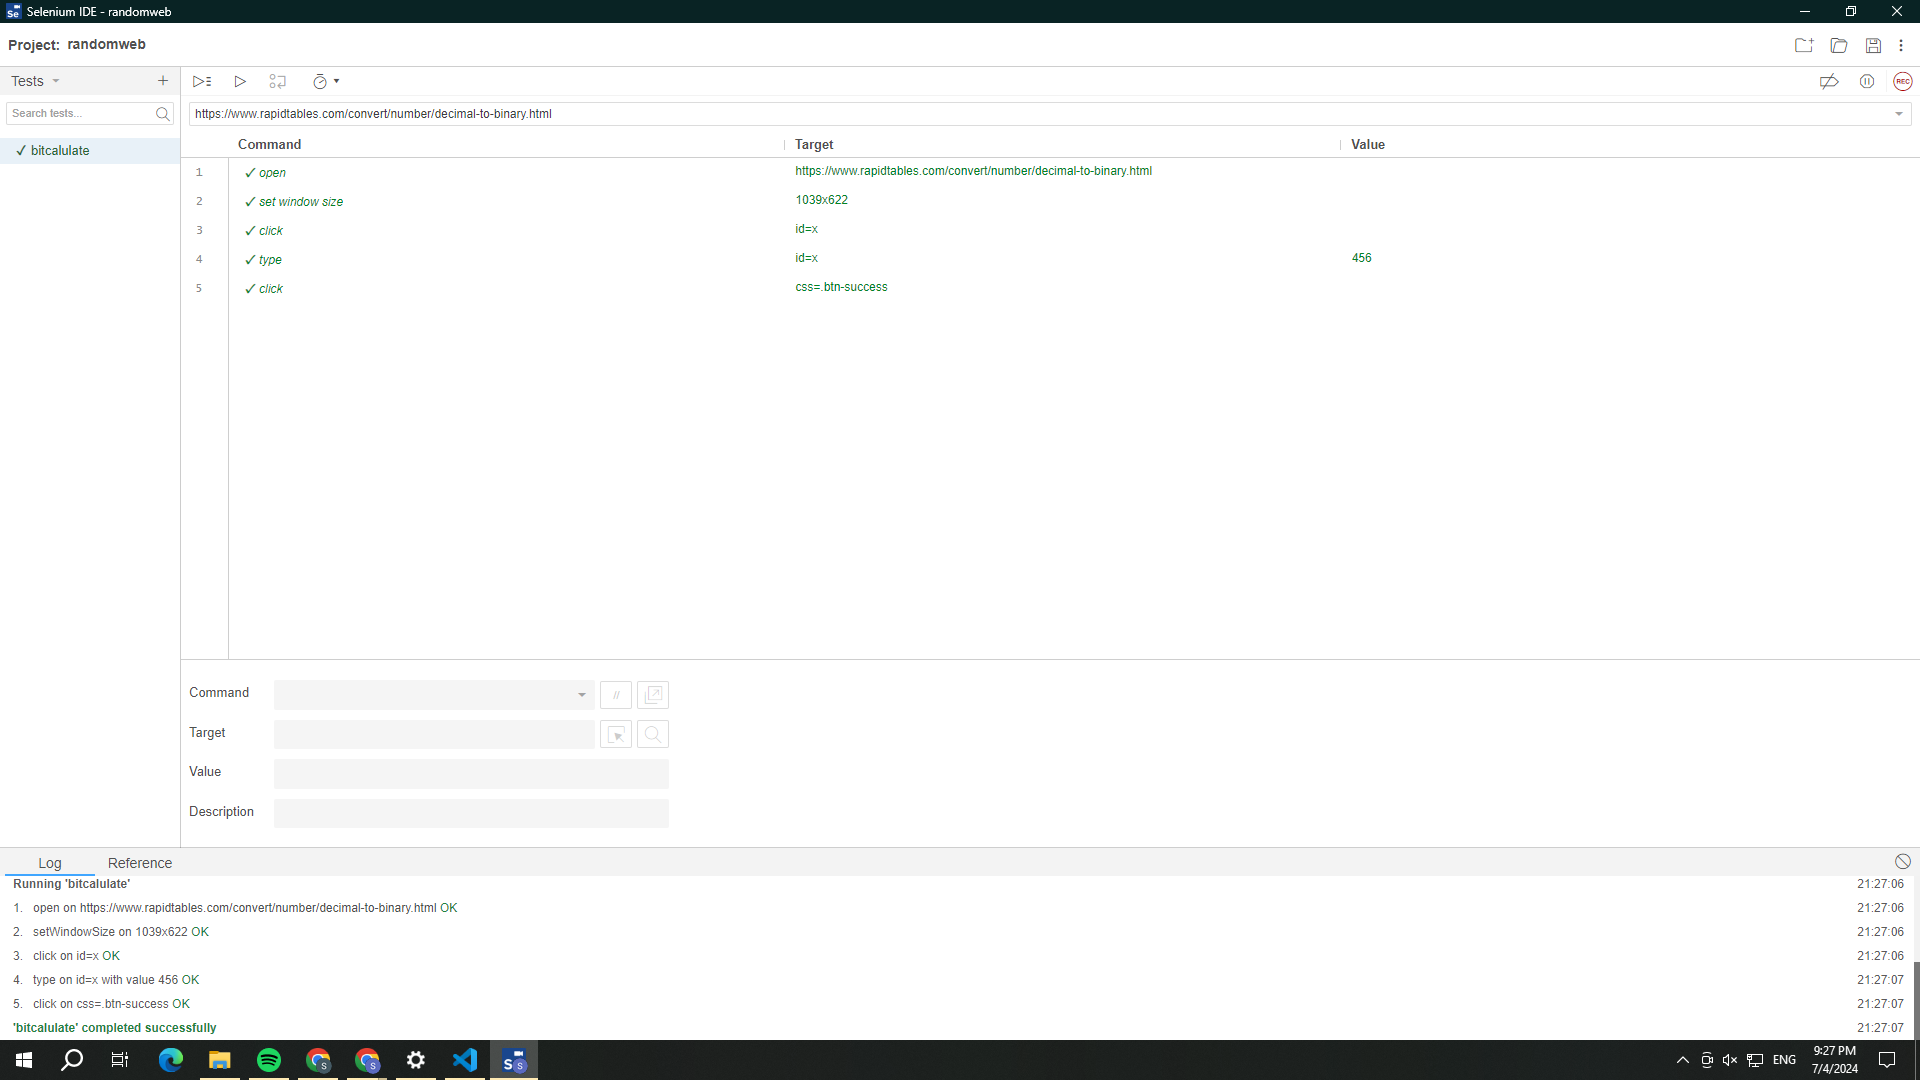 Selenium IDE - randomweb
Project: randomweb
Tests
Search tests...
✓ bitcalulate
REC
https://www.rapidtables.com/convert/number/decimal-to-binary.html
Command Target Value
1 ✓ open https://www.rapidtables.com/convert/number/decimal-to-binary.html
2 ✓ set window size 1039x622
3 ✓ click id=x
4 ✓ type id=x 456
5 ✓ click css=.btn-success
Command //
Target
Value
Description
Log Reference
Running 'bitcalulate' 21:27:06
1. open on https://www.rapidtables.com/convert/number/decimal-to-binary.html OK 21:27:06
2. setWindowSize on 1039x622 OK 21:27:06
3. click on id=x OK 21:27:06
4. type on id=x with value 456 OK 21:27:07
5. click on css=.btn-success OK 21:27:07
'bitcalulate' completed successfully 21:27:07
ENG
9:27 PM
7/4/2024